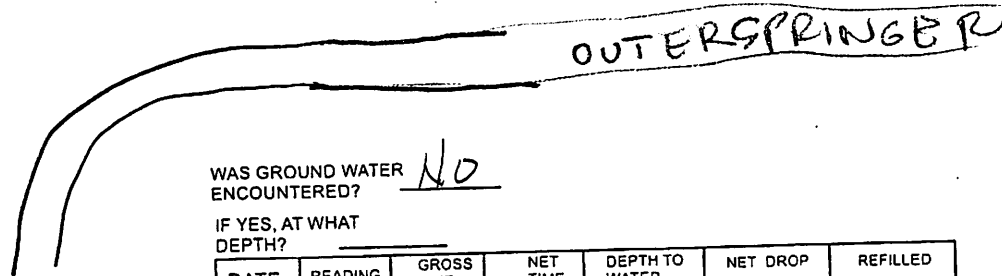 OUTERSPRINGER
WAS GROUND WATER NO
ENCOUNTERED?
IF YES, AT WHAT
DEPTH?
READING GROSS NET DEPTH TO NET DROP REFILLED
DATE TIME WATER